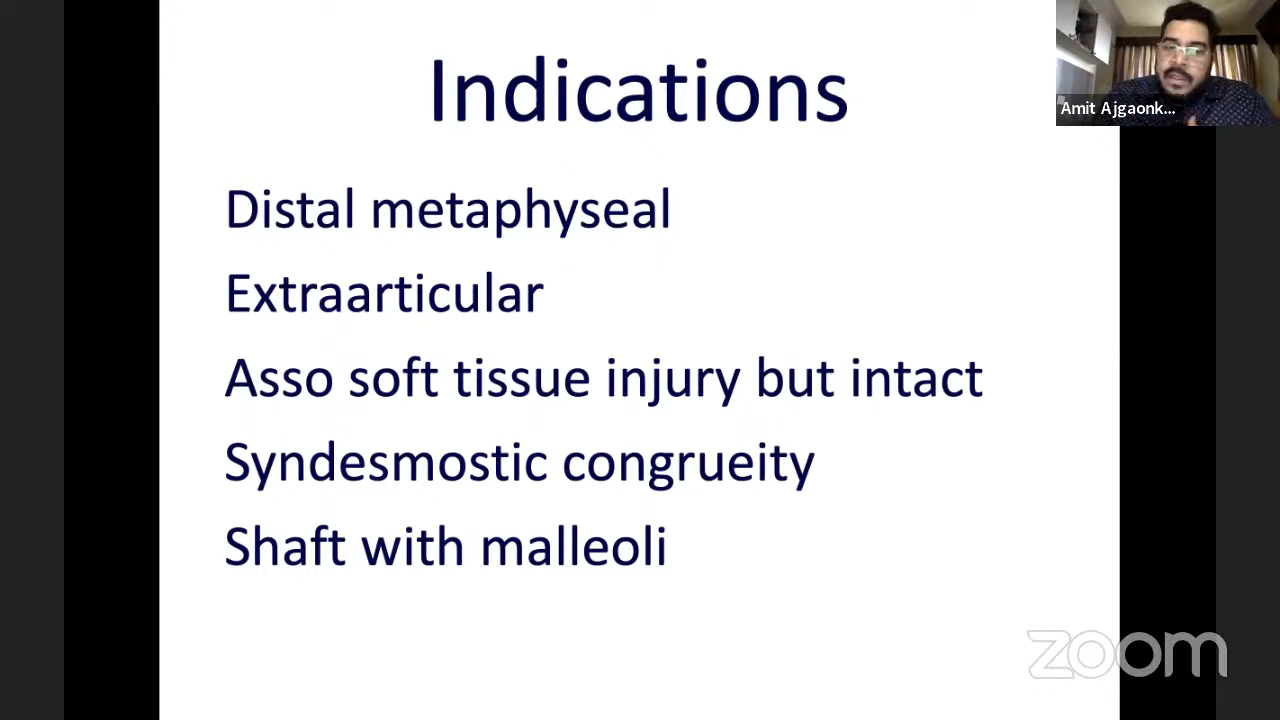 Indications
Amit Ajgaonk...
Distal metaphyseal
Extraarticular
Asso soft tissue injury but intact
Syndesmostic congrueity
Shaft with malleoli
zoom